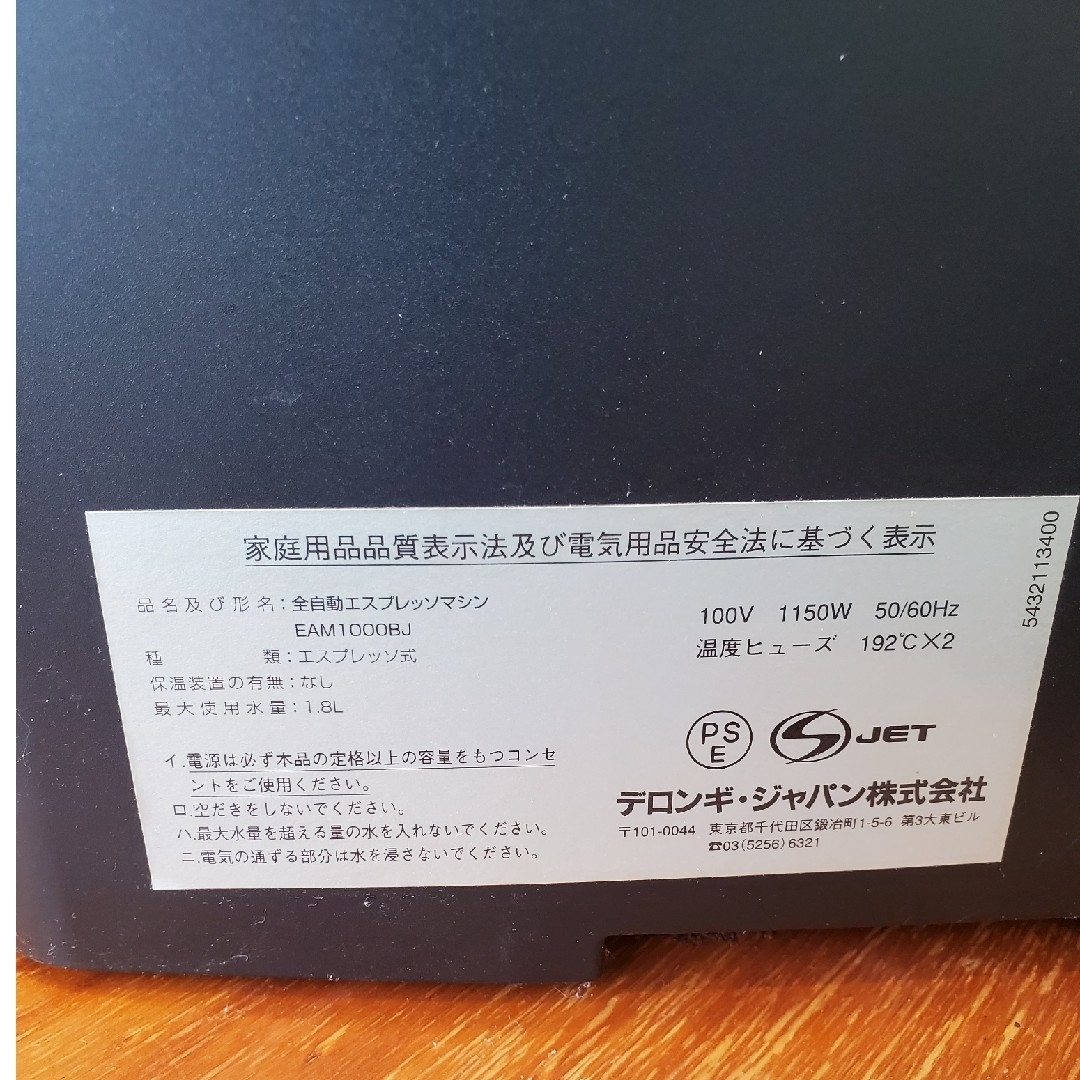 家庭用品品質表示法及び電気用品安全法に基づく表示
品名及び形名：全自動エスプレッソマシン
EAM1000BJ
種類：エスプレッソ式
保温装置の有無：なし
最大使用水量：1.8L
イ.電源は必ず本品の定格以上の容量をもつコンセ
ントをご使用ください。
ロ.空だきをしないでください。
ハ.最大水量を超える量の水を入れないでください。
ニ.電気の通ずる部分は水を浸さないでください。
100V 1150W 50/60Hz
温度ヒューズ 192℃×2
PS
E
JET
デロンギ・ジャパン株式会社
〒101-0044 東京都千代田区鍛冶町1-5-6 第3大東ビル
☎03(5256)6321
5432113400